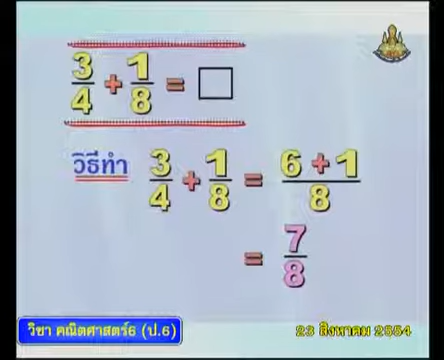 3/4 + 1/8 = □
วิธีทำ 3/4 + 1/8 = 6 + 1/8
= 7/8
วิชา คณิตศาสตร์6 (ป.6)
23 สิงหาคม 2554